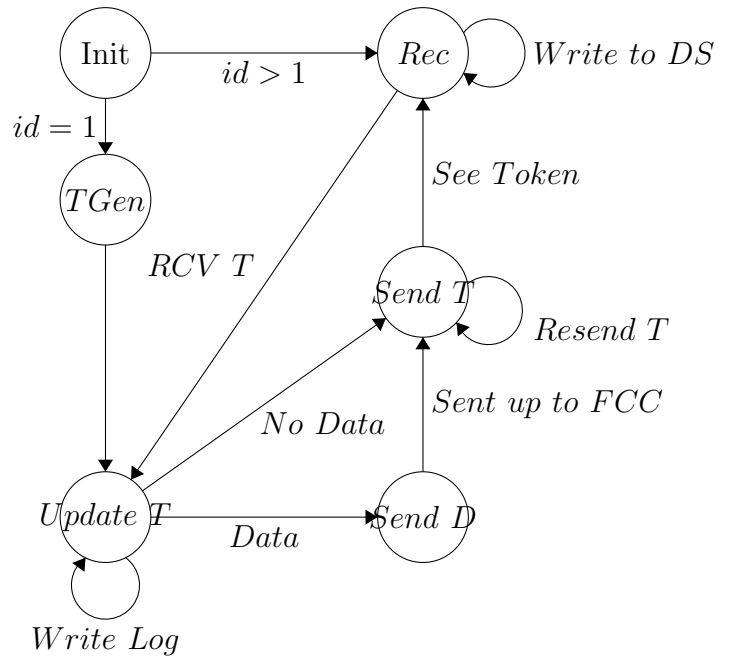 Init
Rec
Write to DS
id > 1
id = 1
See Token
TGen
RCV T
Send T
Resend T
Sent up to FCC
No Data
Update T
Send D
Data
Write Log